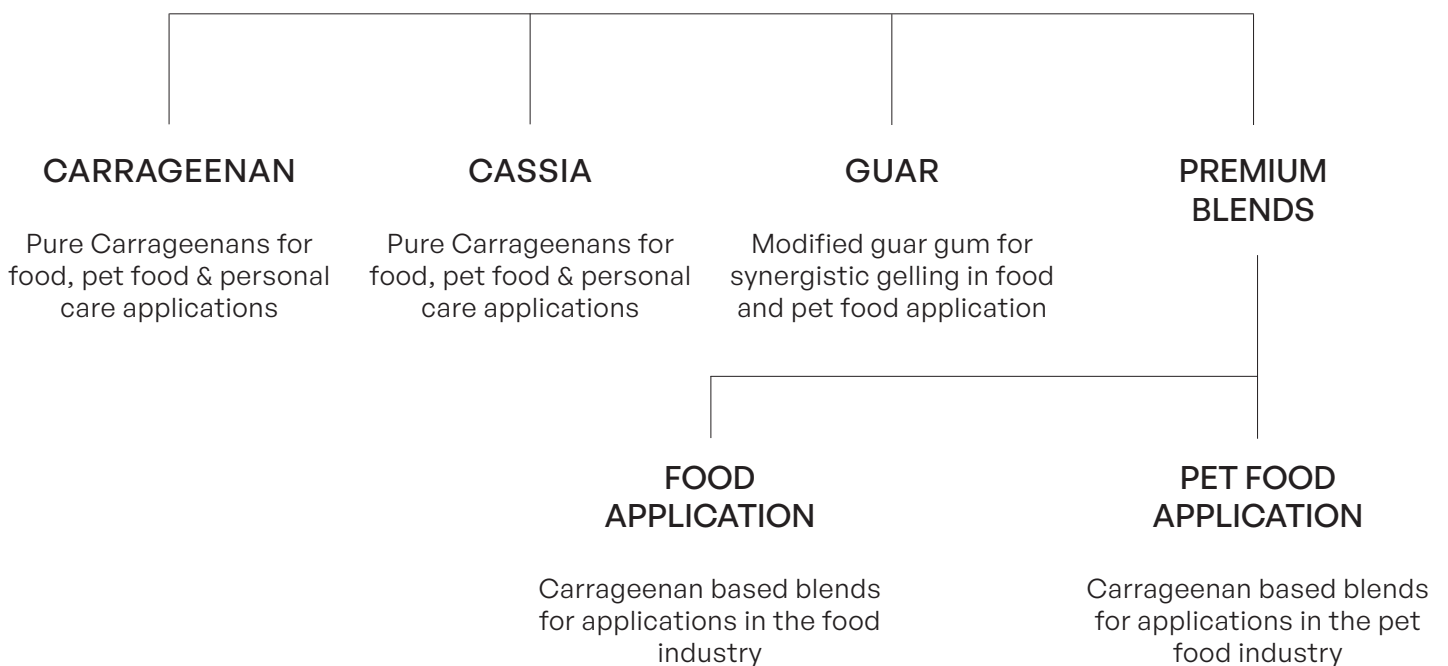 CARRAGEENAN
Pure Carrageenans for
food, pet food & personal
care applications
CASSIA
Pure Carrageenans for
food, pet food & personal
care applications
GUAR
Modified guar gum for
synergistic gelling in food
and pet food application
PREMIUM
BLENDS
FOOD
APPLICATION
Carrageenan based blends
for applications in the food
industry
PET FOOD
APPLICATION
Carrageenan based blends
for applications in the pet
food industry